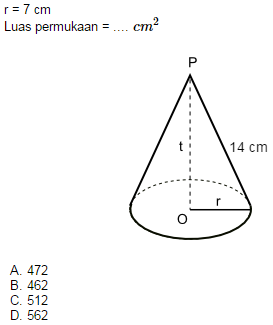 r = 7 cm
Luas permukaan = .... cm²
P
t
14 cm
r
O
A. 472
B. 462
C. 512
D. 562